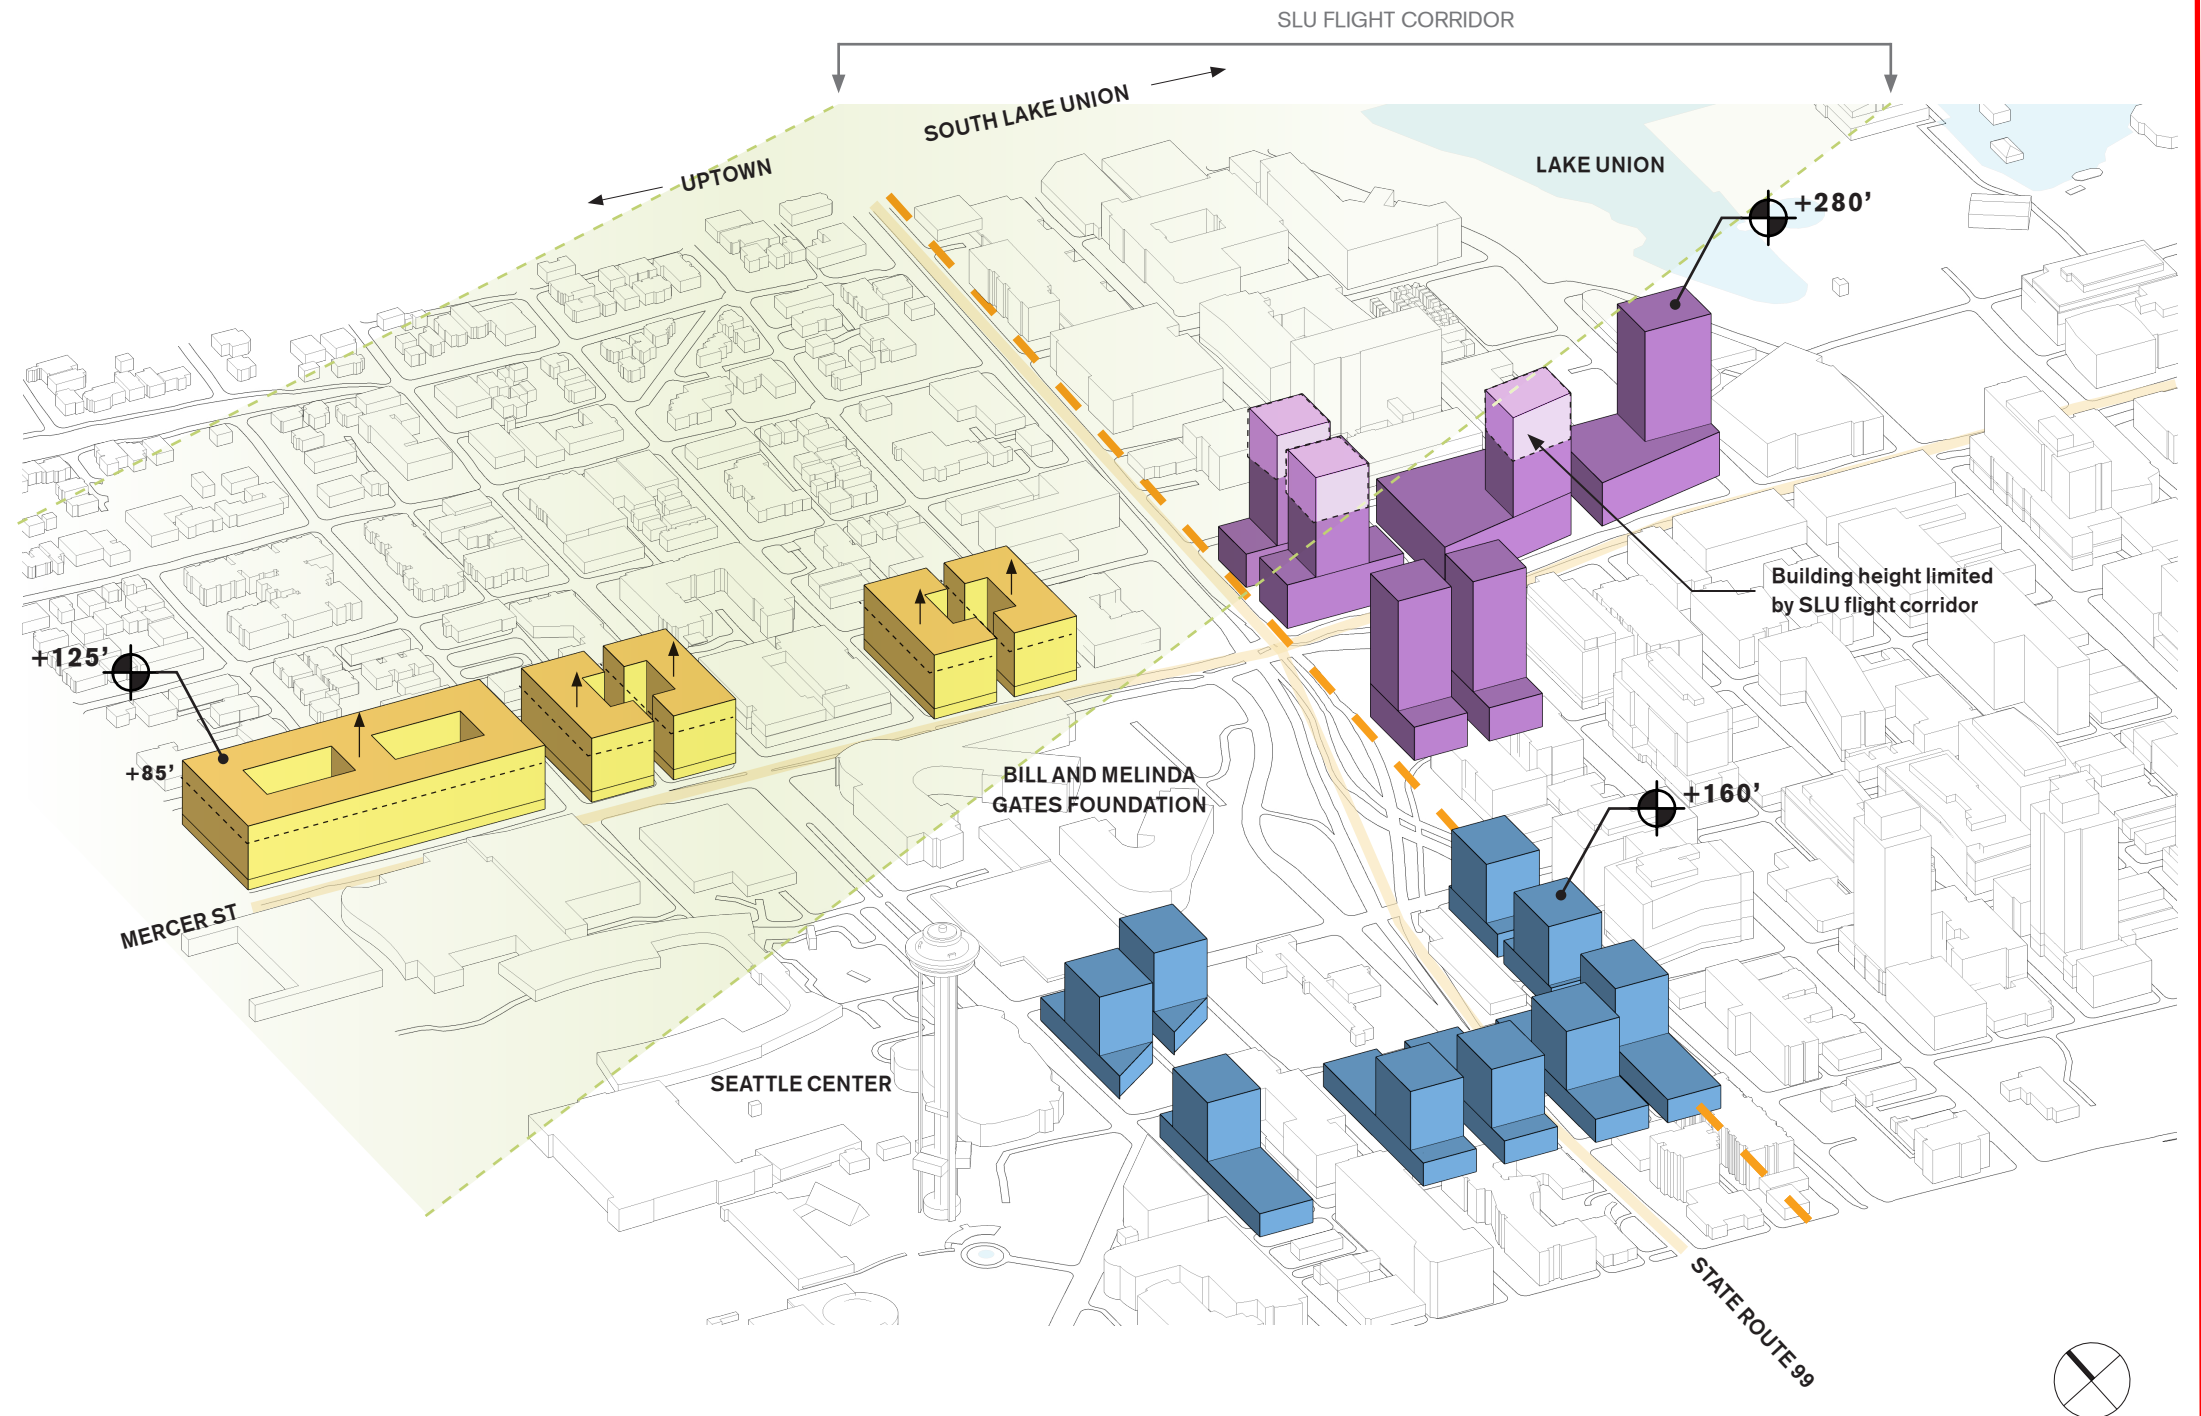 SLU FLIGHT CORRIDOR
SOUTH LAKE UNION
UPTOWN
LAKE UNION
+280’
Building height limited
by SLU flight corridor
+125’
+85’
BILL AND MELINDA
GATES FOUNDATION
+160’
MERCER ST
SEATTLE CENTER
STATE ROUTE 99